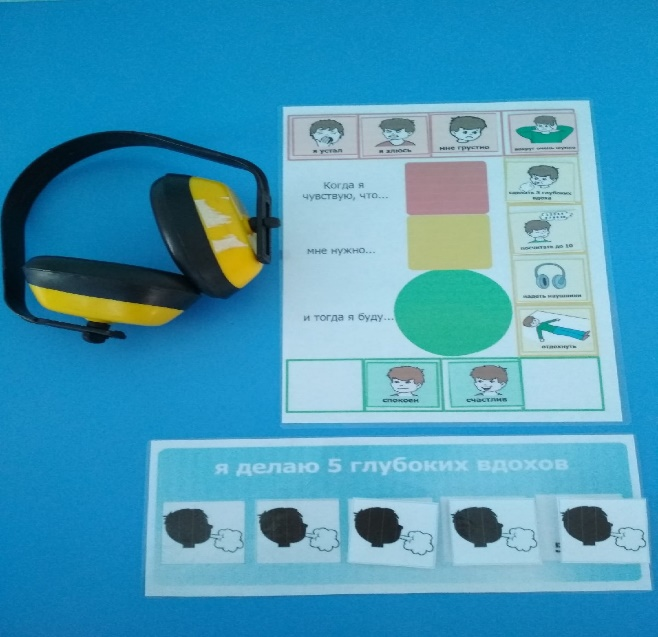 я устал
я злюсь
мне грустно
вокруг очень шумно
Когда я
чувствую, что...
сделать 5 глубоких
вдоха
мне нужно...
посчитать до 10
надеть наушники
и тогда я буду...
отдохнуть
спокоен
счастлив
я делаю 5 глубоких вдохов